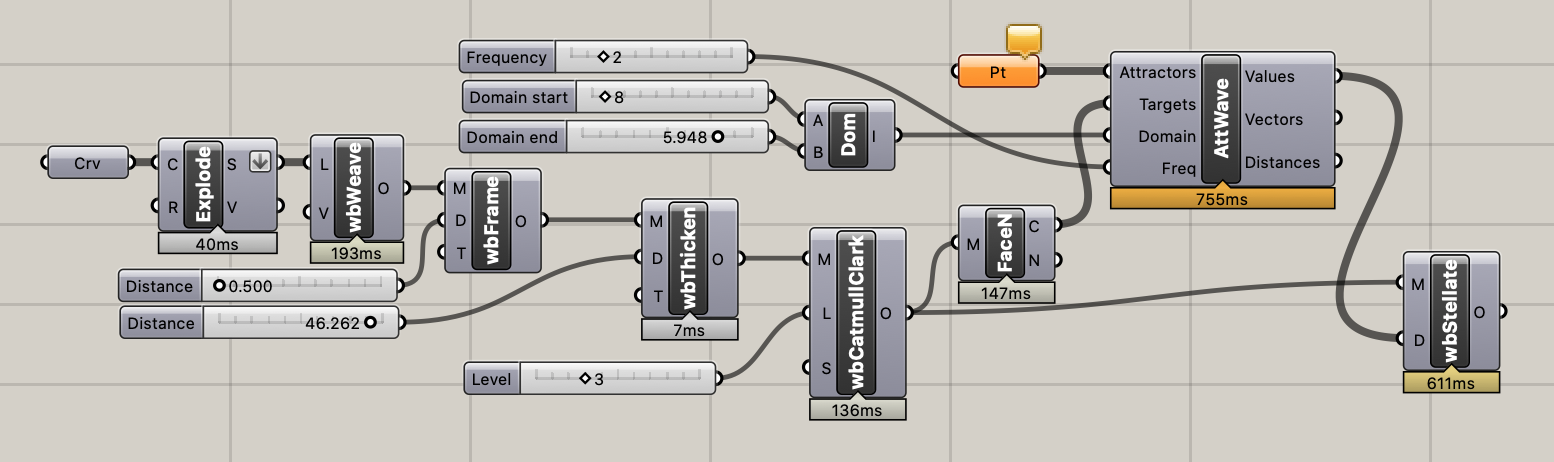 Frequency
2
Domain start
8
Domain end
5.948
A
B
Dom
I
Pt
Attractors
Targets
Domain
Freq
AttWave
Values
Vectors
Distances
755ms
Crv
C
R
Explode
S
V
40ms
L
V
wbWeave
O
193ms
M
D
T
wbFrame
O
Distance
0.500
Distance
46.262
M
D
T
wbThicken
O
7ms
Level
3
M
L
S
wbCatmullClark
O
136ms
M
FaceN
C
N
147ms
M
D
wbStellate
O
611ms